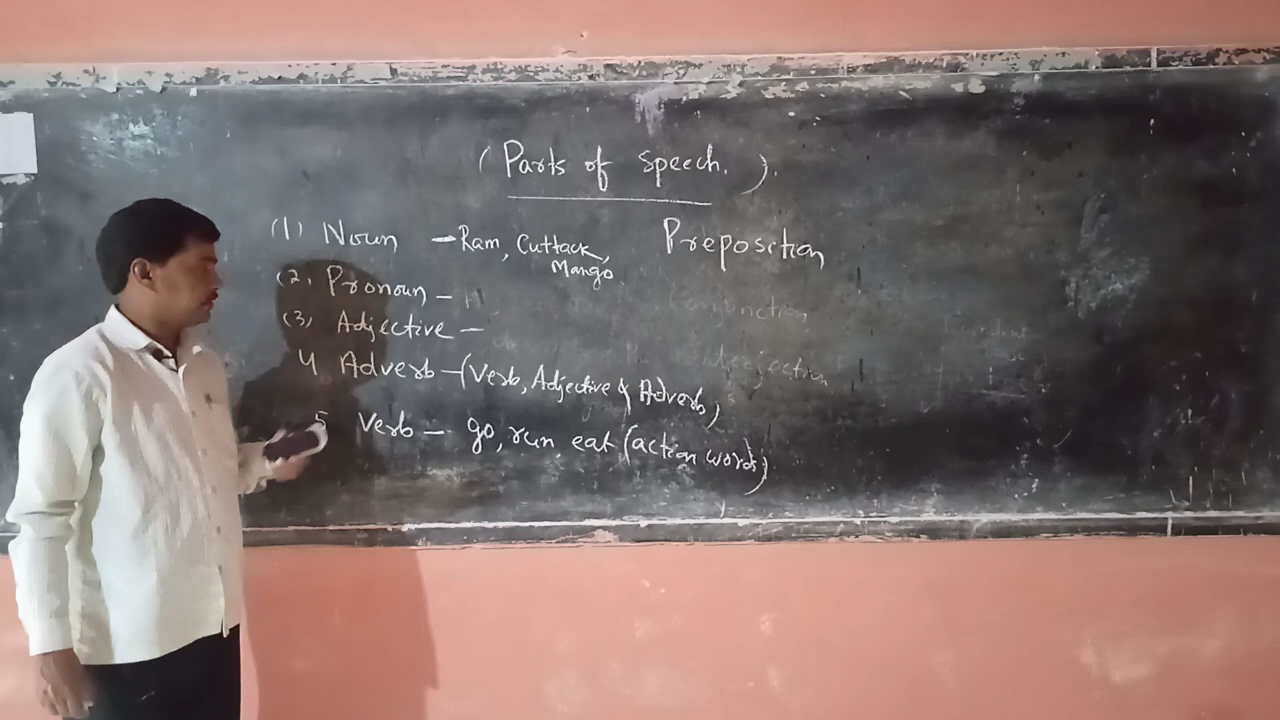 (Parts of speech.).
(1) Noun – Ram, Cuttack,
Mango
Preposition
(2) Pronoun –
(3) Adjective –
Conjunction
4 Adverb – (Verb, Adjective & Adverb)
5 Verb – go, run, eat (action words)